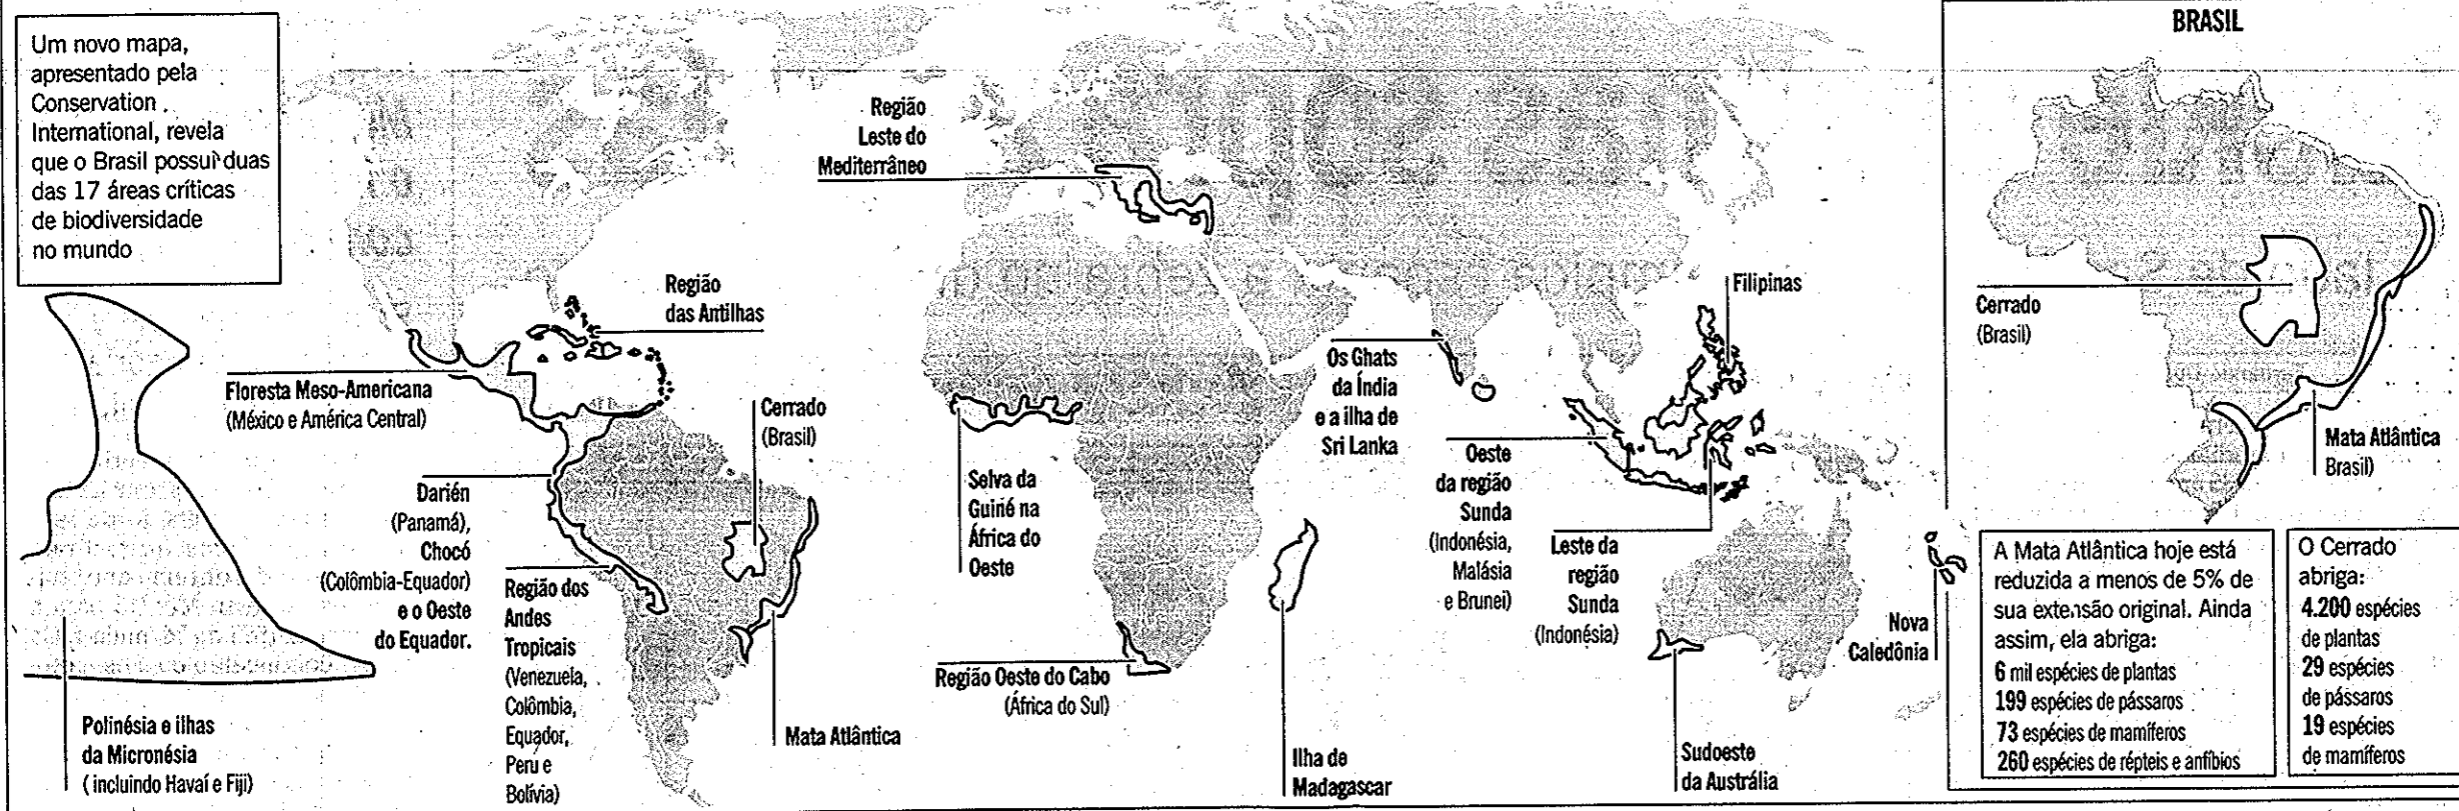 Um novo mapa,
apresentado pela
Conservation
International, revela
que o Brasil possui duas
das 17 áreas críticas
de biodiversidade
no mundo
Região
Leste do
Mediterrâneo
Região
das Antilhas
Floresta Meso-Americana
(México e América Central)
Cerrado
(Brasil)
Darién
(Panamá),
Chocó
(Colômbia-Equador)
e o Oeste
do Equador.
Região dos
Andes
Tropicais
(Venezuela,
Colômbia,
Equador,
Peru e
Bolívia)
Mata Atlântica
Polinésia e ilhas
da Micronésia
(incluindo Havaí e Fiji)
Selva da
Guiné na
África do
Oeste
Região Oeste do Cabo
(África do Sul)
Ilha de
Madagascar
Os Ghats
da Índia
e a ilha de
Sri Lanka
Filipinas
Oeste
da região
Sunda
(Indonésia,
Malásia
e Brunei)
Leste da
região
Sunda
(Indonésia)
Sudoeste
da Austrália
Nova
Caledônia
BRASIL
Cerrado
(Brasil)
Mata Atlântica
Brasil)
A Mata Atlântica hoje está
reduzida a menos de 5% de
sua extensão original. Ainda
assim, ela abriga:
6 mil espécies de plantas
199 espécies de pássaros
73 espécies de mamíferos
260 espécies de répteis e anfíbios
O Cerrado
abriga:
4.200 espécies
de plantas
29 espécies
de pássaros
19 espécies
de mamíferos